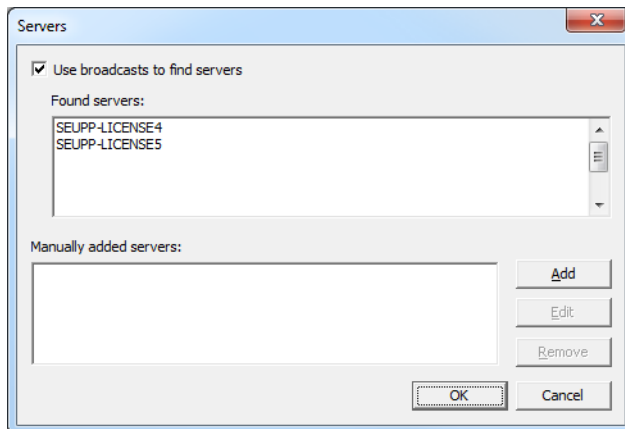 Servers
Use broadcasts to find servers
Found servers:
SEUPP-LICENSE4
SEUPP-LICENSE5
Manually added servers:
Add
Edit
Remove
OK
Cancel